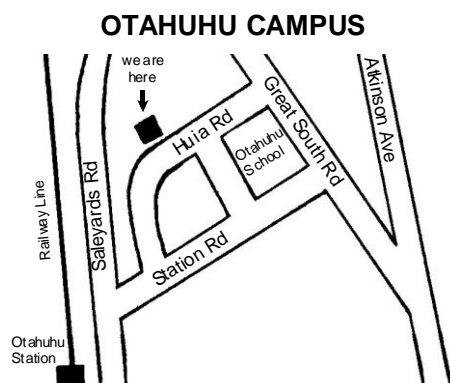 OTAHUHU CAMPUS
we are
here
Huia Rd
Great South Rd
Atkinson Ave
Otahuhu
School
Saleyards Rd
Railway Line
Station Rd
Otahuhu
Station